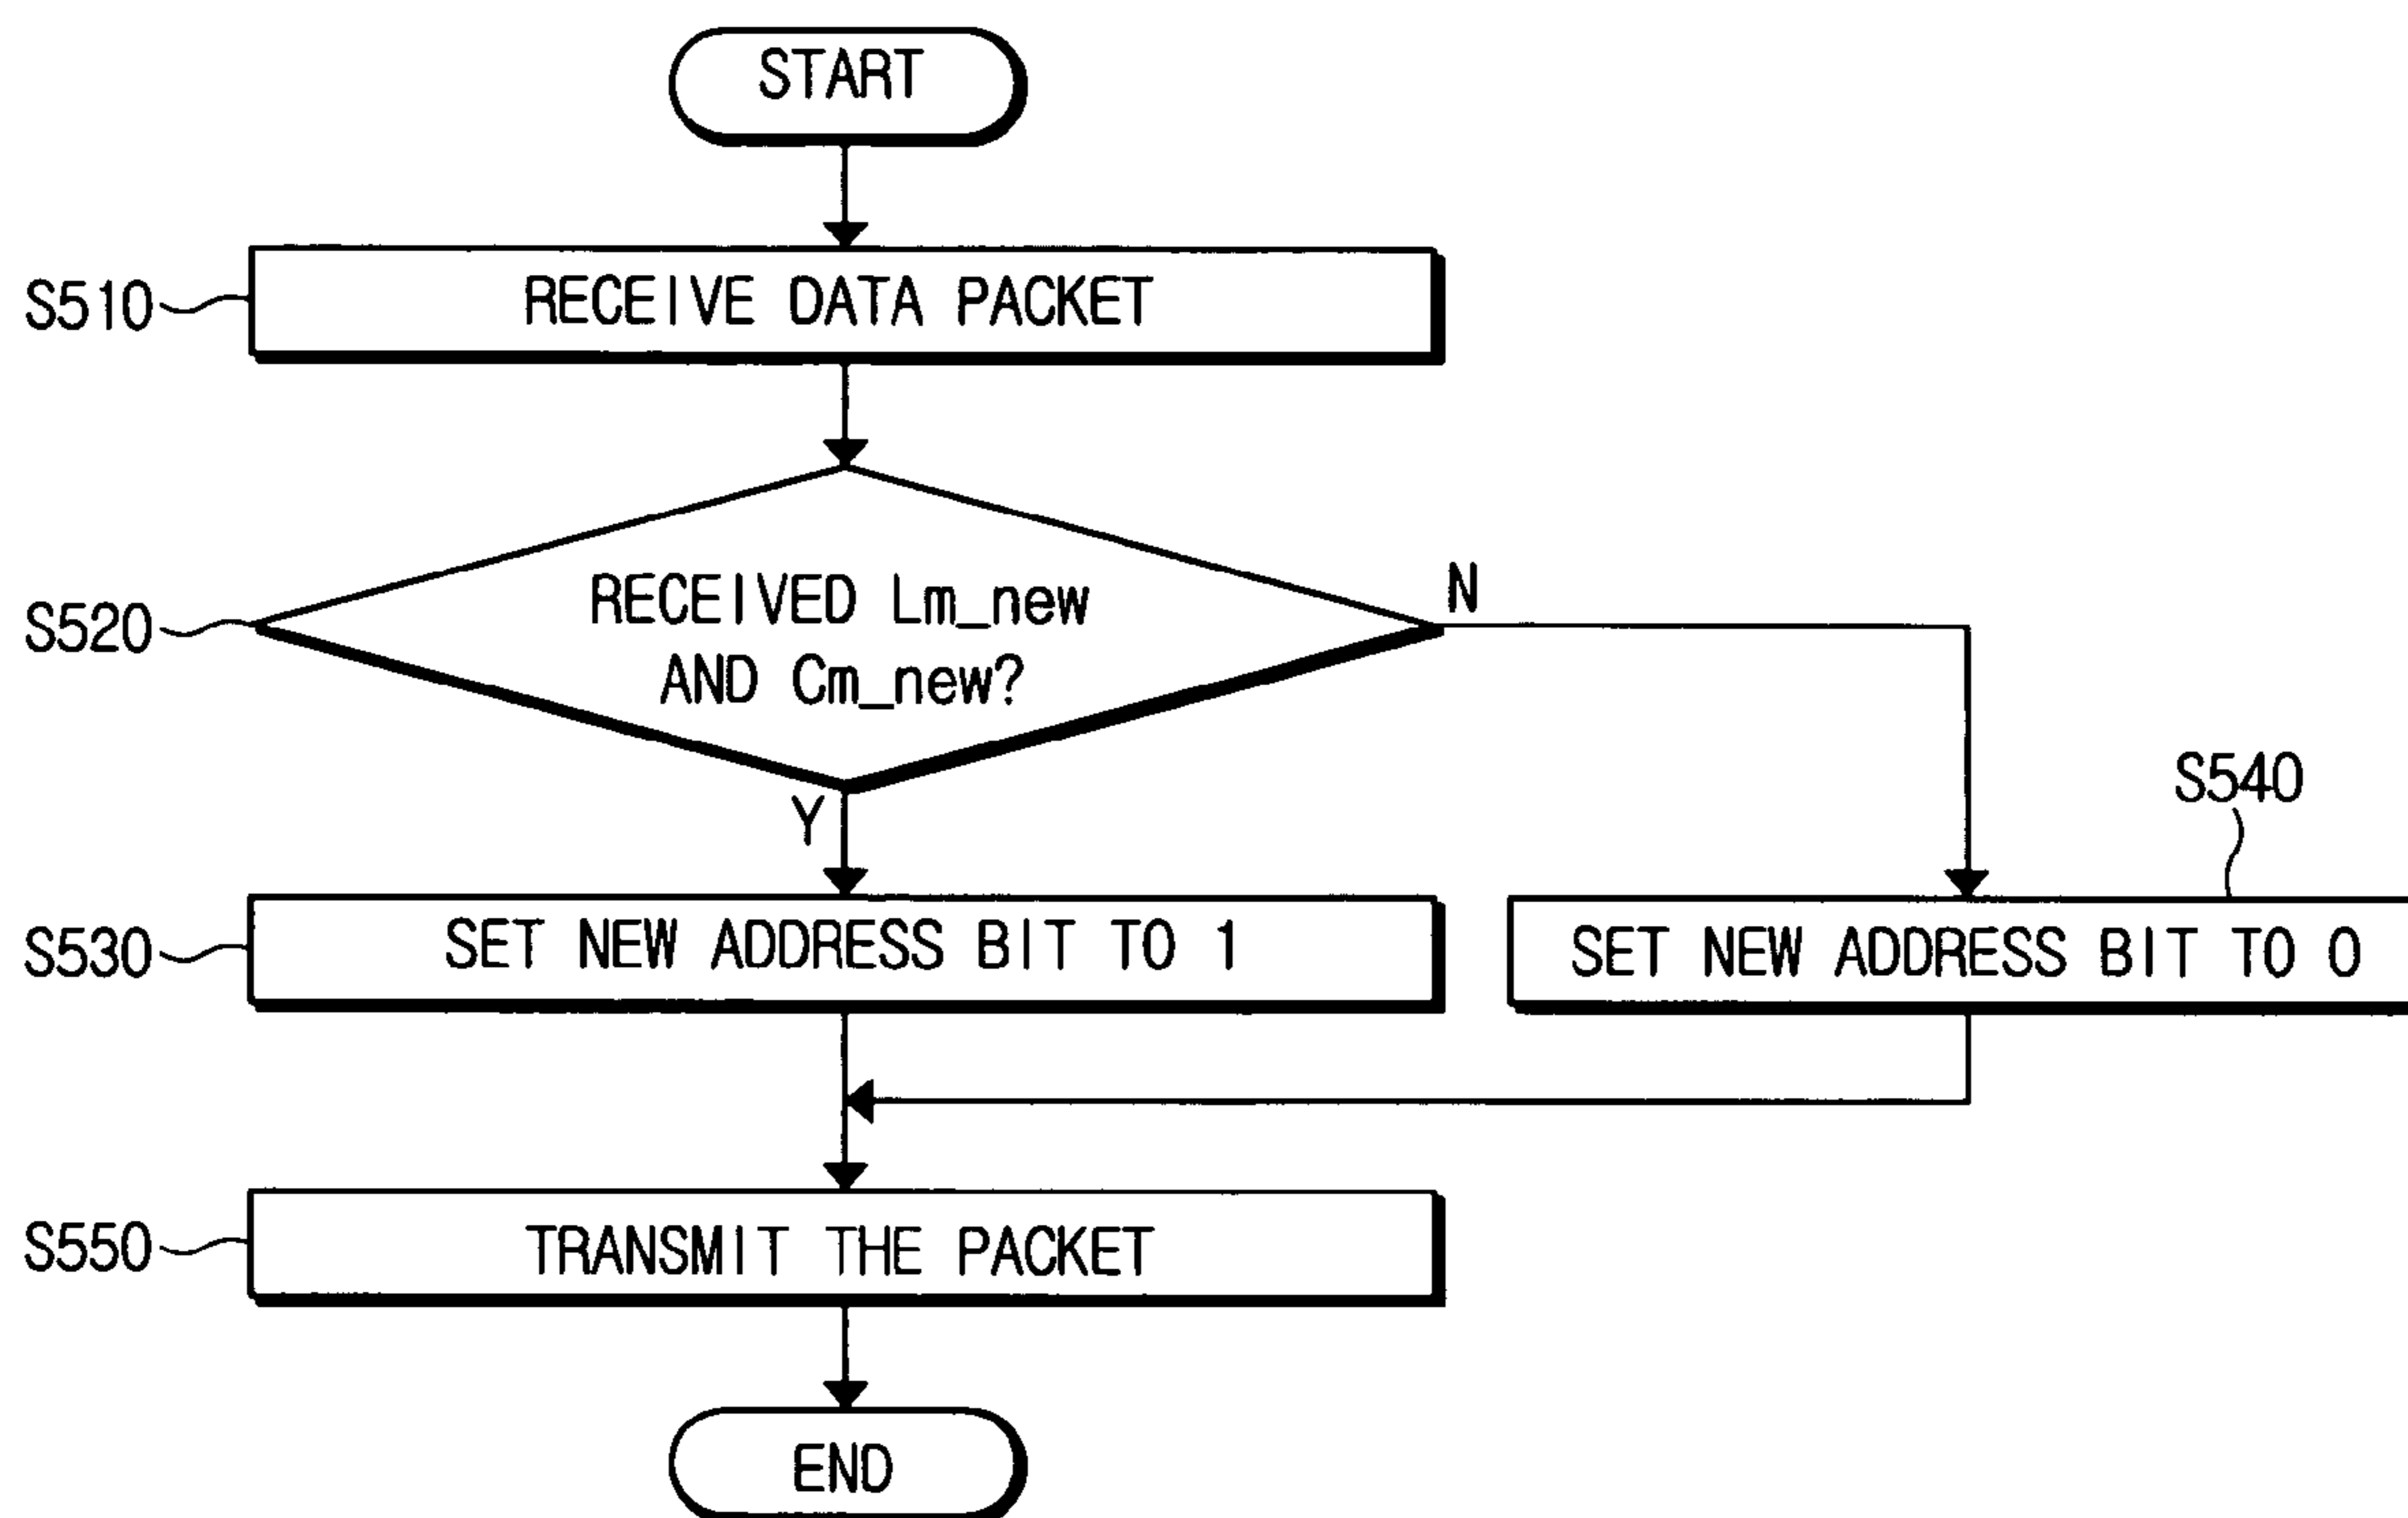 START
S510
RECEIVE DATA PACKET
S520
RECEIVED Lm_new
AND Cm_new?
N
Y
S540
S530
SET NEW ADDRESS BIT TO 1
SET NEW ADDRESS BIT TO 0
S550
TRANSMIT THE PACKET
END